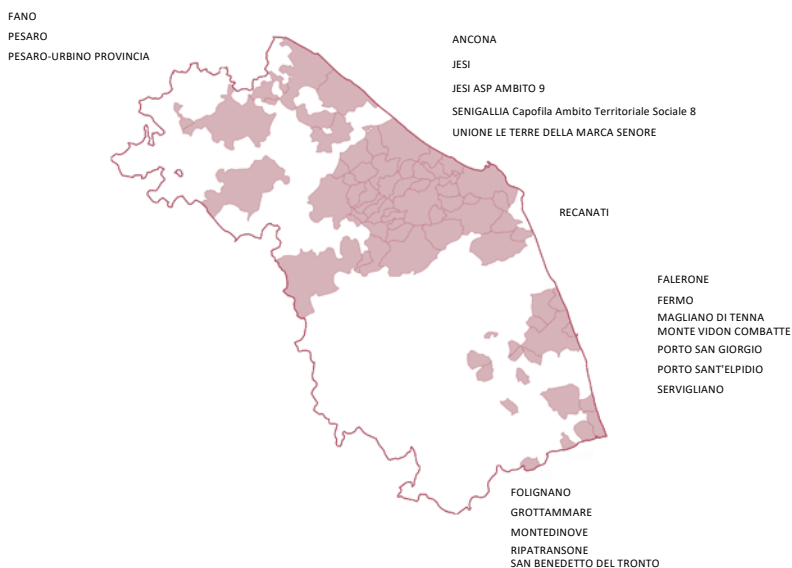 FANO
PESARO
PESARO-URBINO PROVINCIA
ANCONA
JESI
JESI ASP AMBITO 9
SENIGALLIA Capofila Ambito Territoriale Sociale 8
UNIONE LE TERRE DELLA MARCA SENORE
RECANATI
FALERONE
FERMO
MAGLIANO DI TENNA
MONTE VIDON COMBATTE
PORTO SAN GIORGIO
PORTO SANT'ELPIDIO
SERVIGLIANO
FOLIGNANO
GROTTAMMARE
MONTEDINOVE
RIPATRANSONE
SAN BENEDETTO DEL TRONTO